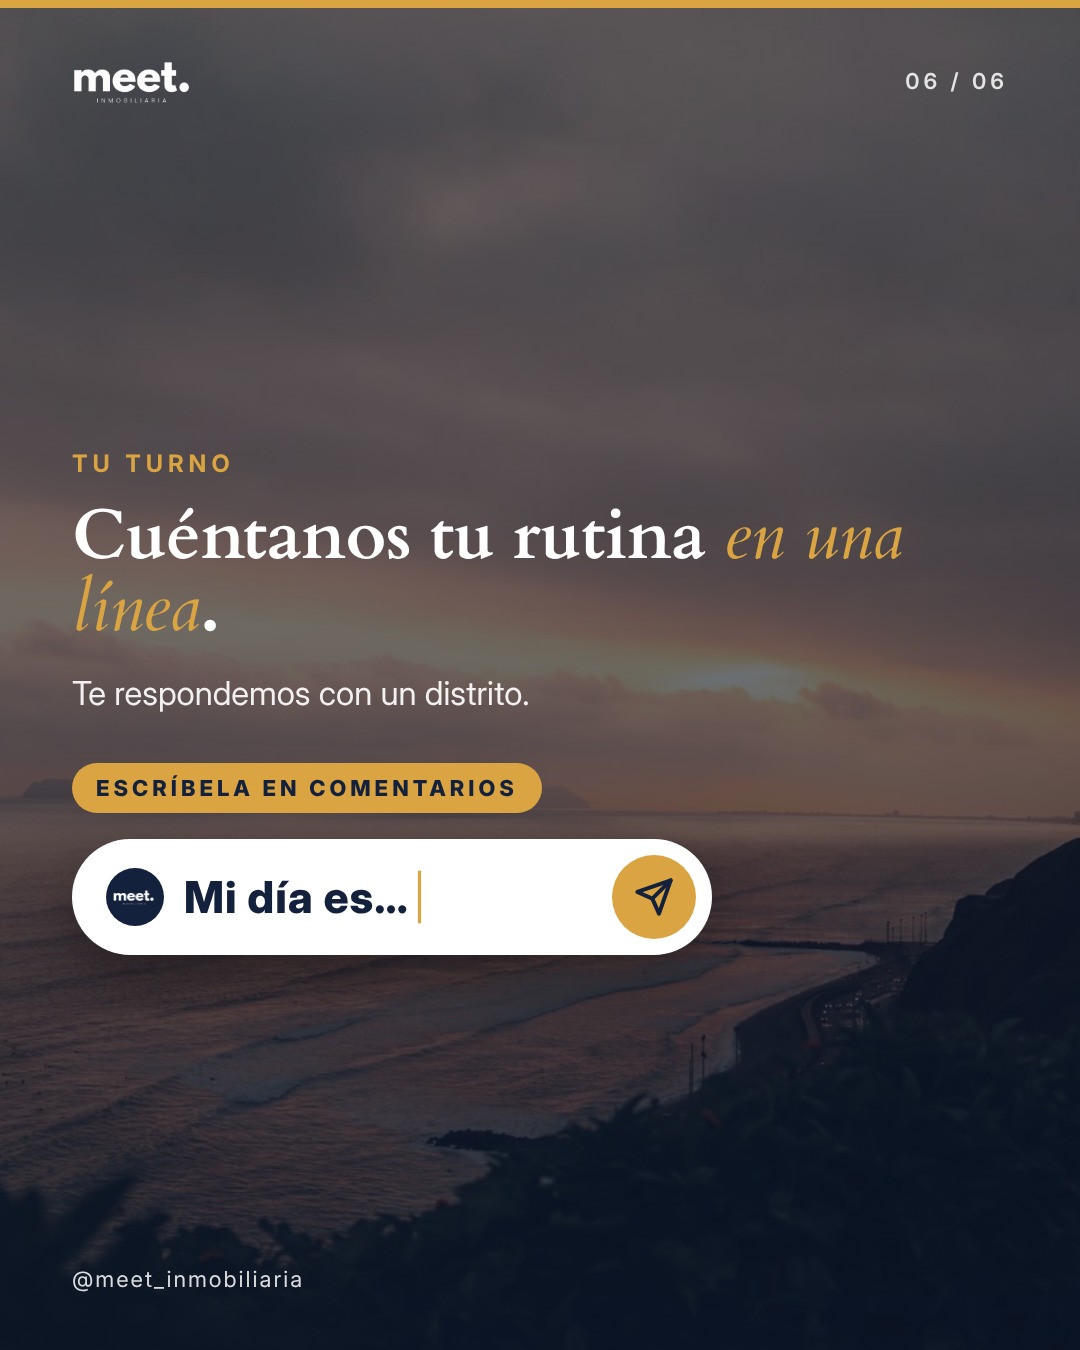 meet.
INMOBILIARIA
06 / 06
TU TURNO
Cuéntanos tu rutina en una
línea.
Te respondemos con un distrito.
ESCRÍBELA EN COMENTARIOS
meet.
Mi día es...
@meet_inmobiliaria